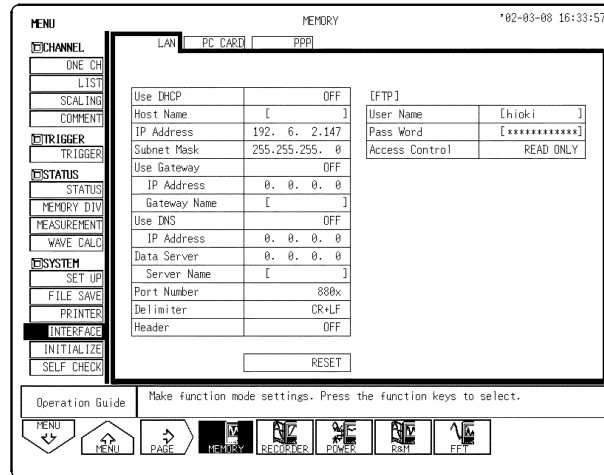 MENU
MEMORY
'02-03-08 16:33:57
LAN PC CARD PPP
CHANNEL
ONE CH
LIST
SCALING
COMMENT
TRIGGER
TRIGGER
STATUS
STATUS
MEMORY DIV
MEASUREMENT
WAVE CALC
SYSTEM
SET UP
FILE SAVE
PRINTER
INTERFACE
INITIALIZE
SELF CHECK
Use DHCP OFF
Host Name [ ]
IP Address 192. 6. 2.147
Subnet Mask 255.255.255. 0
Use Gateway OFF
IP Address 0. 0. 0. 0
Gateway Name [ ]
Use DNS OFF
IP Address 0. 0. 0. 0
Data Server 0. 0. 0. 0
Server Name [ ]
Port Number 880x
Delimiter CR+LF
Header OFF
RESET
[FTP]
User Name [hioki ]
Pass Word [************]
Access Control READ ONLY
Operation Guide
Make function mode settings. Press the function keys to select.
MENU
MENU
PAGE
MEMORY
RECORDER
POWER
R&M
FFT